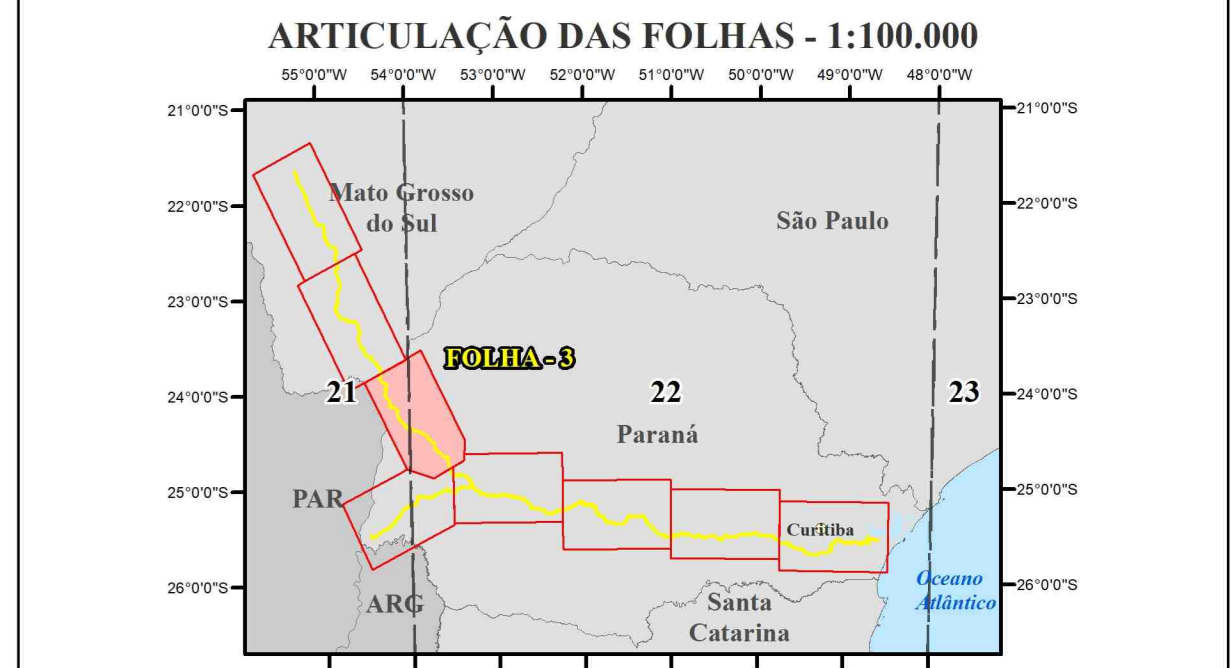 ARTICULAÇÃO DAS FOLHAS - 1:100.000
55°0'0"W 54°0'0"W 53°0'0"W 52°0'0"W 51°0'0"W 50°0'0"W 49°0'0"W 48°0'0"W
21°0'0"S 21°0'0"S
Mato Grosso
do Sul
São Paulo
22°0'0"S 22°0'0"S
23°0'0"S 23°0'0"S
FOLHA - 3
21 22 23
24°0'0"S 24°0'0"S
Paraná
PAR
25°0'0"S 25°0'0"S
Curitiba
26°0'0"S 26°0'0"S
Oceano
Atlântico
ARG
Santa
Catarina